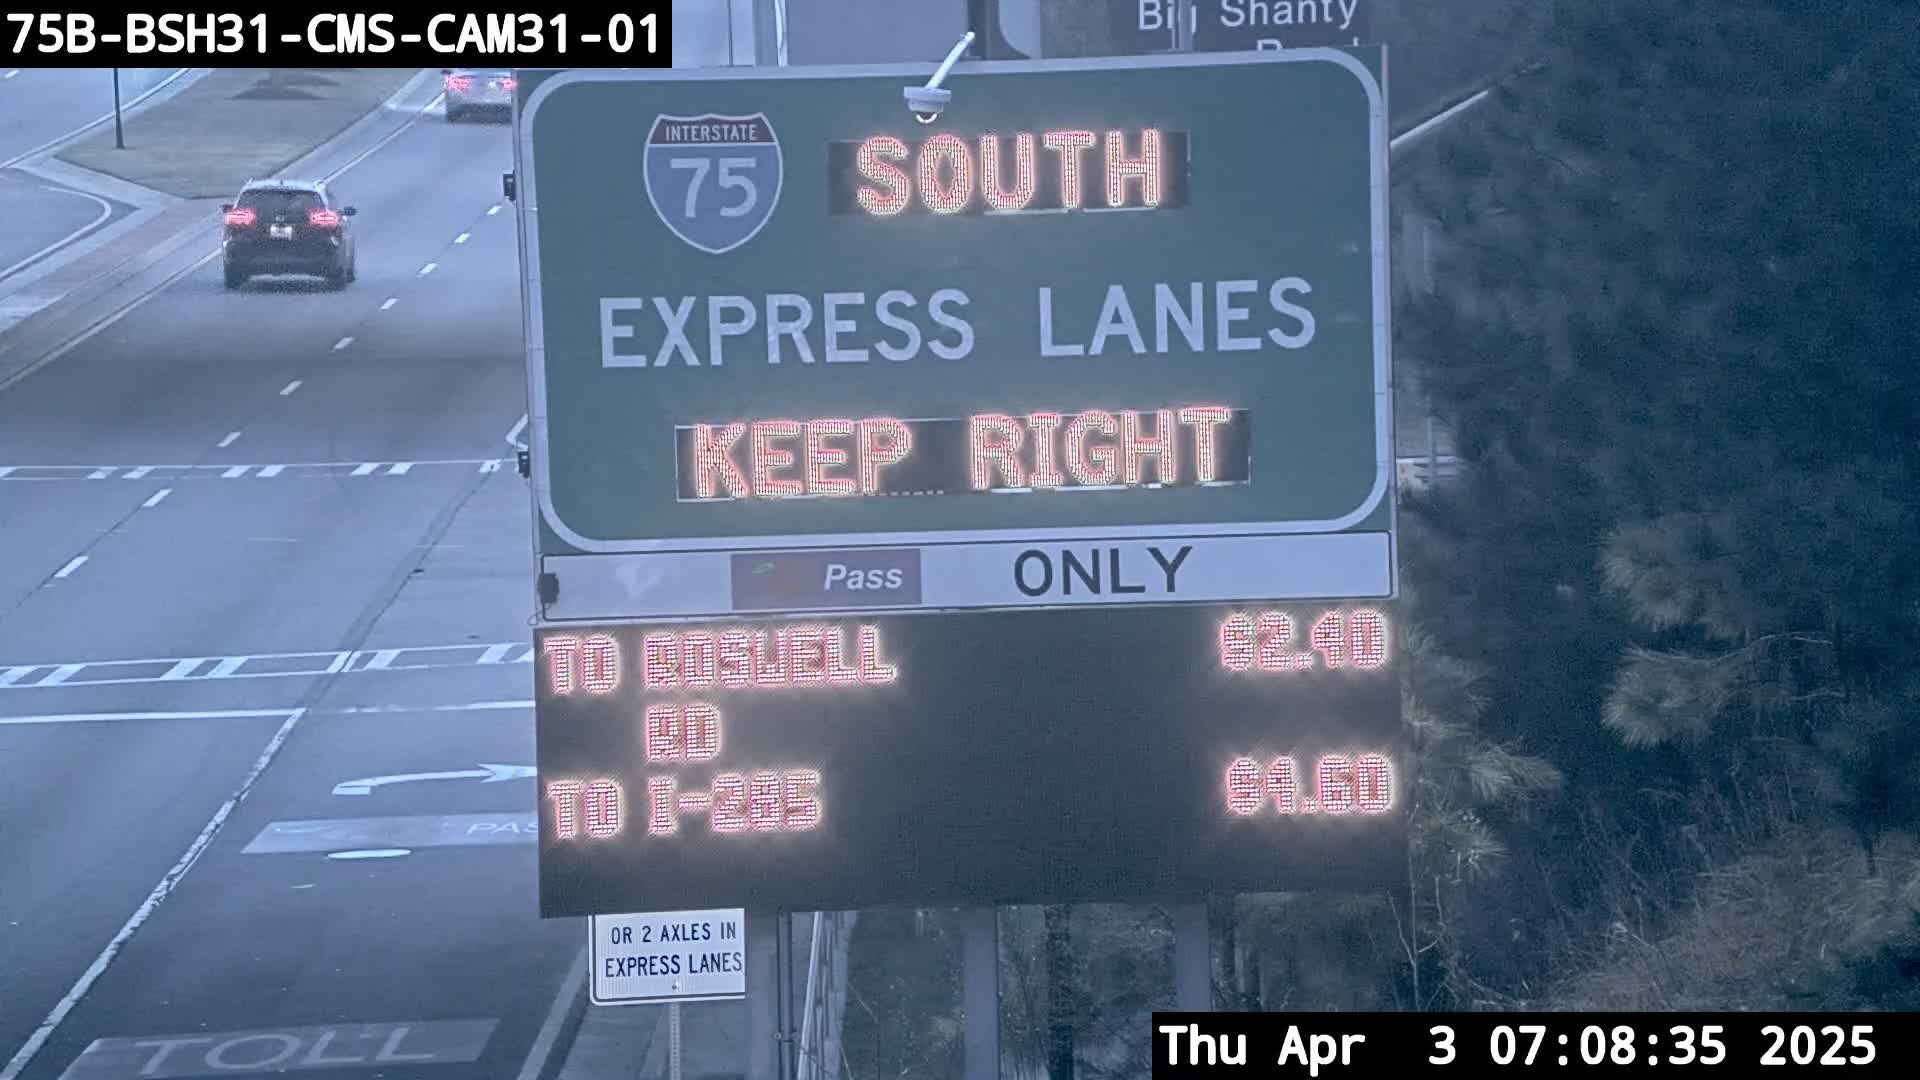 75B-BSH31-CMS-CAM31-01
Big Shanty
INTERSTATE
75
SOUTH
EXPRESS LANES
KEEP RIGHT
Pass ONLY
TO ROSWELL $2.40
RD
TO I-285 $4.60
OR 2 AXLES IN
EXPRESS LANES
TOLL
Thu Apr 3 07:08:35 2025